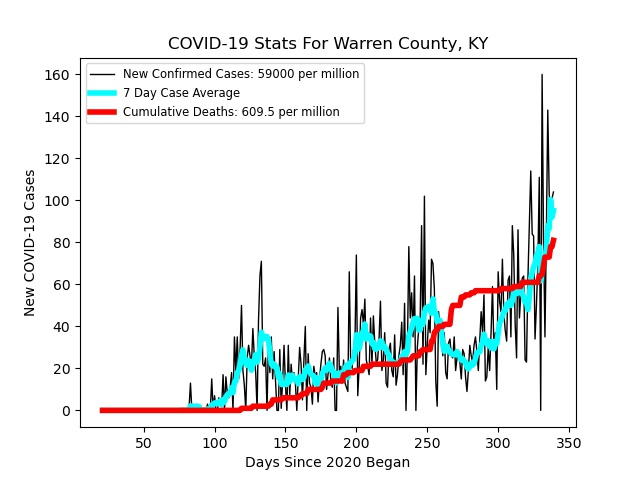 COVID-19 Stats For Warren County, KY
New Confirmed Cases: 59000 per million
7 Day Case Average
Cumulative Deaths: 609.5 per million
New COVID-19 Cases
160
140
120
100
80
60
40
20
0
50 100 150 200 250 300 350
Days Since 2020 Began